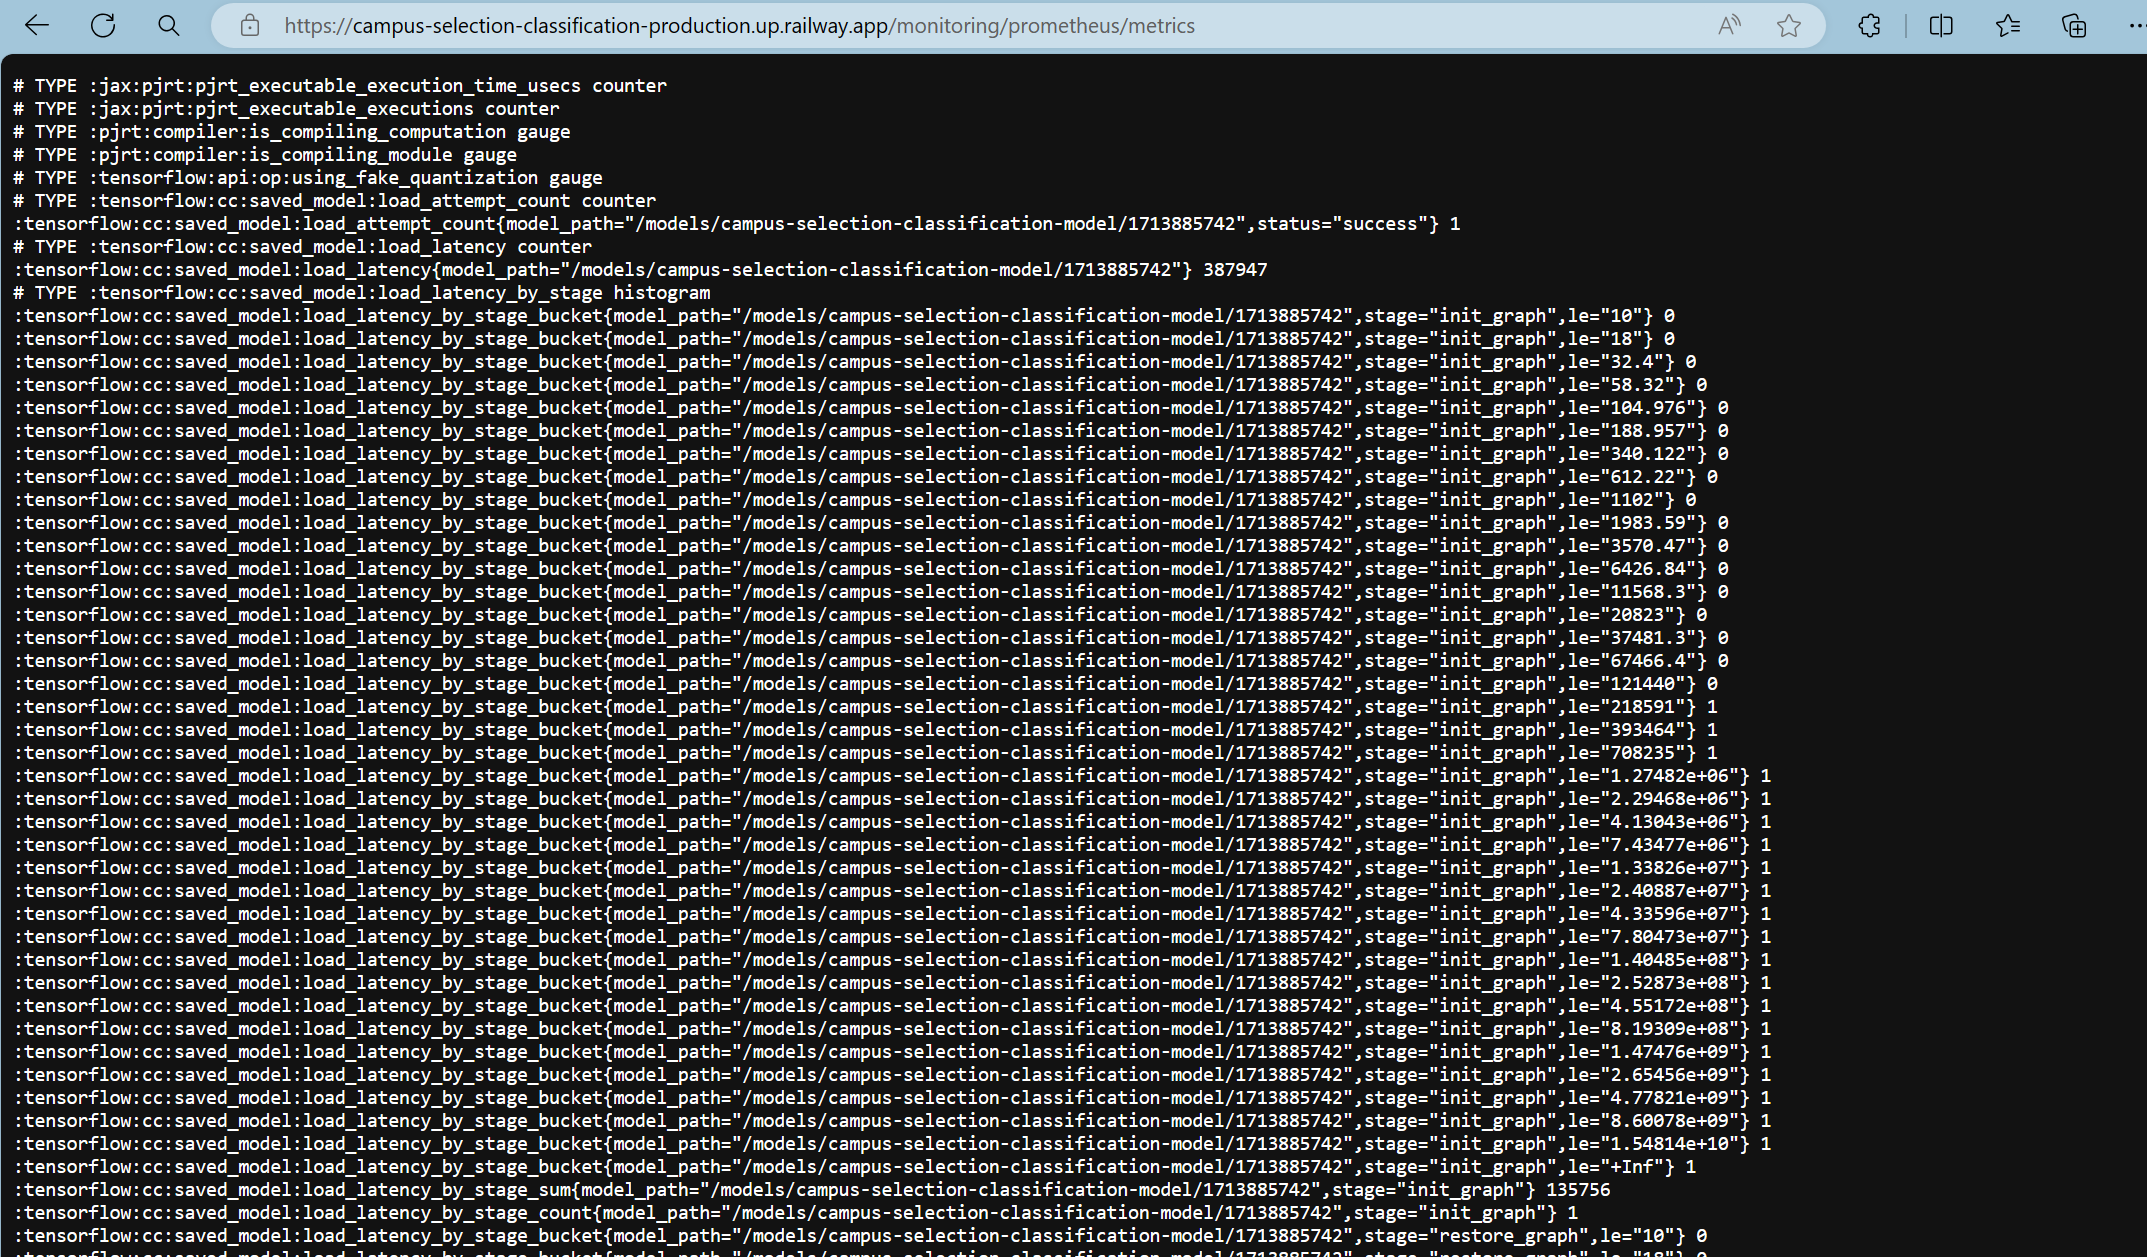 https://campus-selection-classification-production.up.railway.app/monitoring/prometheus/metrics
# TYPE :jax:pjrt:pjrt_executable_execution_time_usecs counter
# TYPE :jax:pjrt:pjrt_executable_executions counter
# TYPE :pjrt:compiler:is_compiling_computation gauge
# TYPE :pjrt:compiler:is_compiling_module gauge
# TYPE :tensorflow:api:op:using_fake_quantization gauge
# TYPE :tensorflow:cc:saved_model:load_attempt_count counter
:tensorflow:cc:saved_model:load_attempt_count{model_path="/models/campus-selection-classification-model/1713885742",status="success"} 1
# TYPE :tensorflow:cc:saved_model:load_latency counter
:tensorflow:cc:saved_model:load_latency{model_path="/models/campus-selection-classification-model/1713885742"} 387947
# TYPE :tensorflow:cc:saved_model:load_latency_by_stage histogram
:tensorflow:cc:saved_model:load_latency_by_stage_bucket{model_path="/models/campus-selection-classification-model/1713885742",stage="init_graph",le="10"} 0
:tensorflow:cc:saved_model:load_latency_by_stage_bucket{model_path="/models/campus-selection-classification-model/1713885742",stage="init_graph",le="18"} 0
:tensorflow:cc:saved_model:load_latency_by_stage_bucket{model_path="/models/campus-selection-classification-model/1713885742",stage="init_graph",le="32.4"} 0
:tensorflow:cc:saved_model:load_latency_by_stage_bucket{model_path="/models/campus-selection-classification-model/1713885742",stage="init_graph",le="58.32"} 0
:tensorflow:cc:saved_model:load_latency_by_stage_bucket{model_path="/models/campus-selection-classification-model/1713885742",stage="init_graph",le="104.976"} 0
:tensorflow:cc:saved_model:load_latency_by_stage_bucket{model_path="/models/campus-selection-classification-model/1713885742",stage="init_graph",le="188.957"} 0
:tensorflow:cc:saved_model:load_latency_by_stage_bucket{model_path="/models/campus-selection-classification-model/1713885742",stage="init_graph",le="340.122"} 0
:tensorflow:cc:saved_model:load_latency_by_stage_bucket{model_path="/models/campus-selection-classification-model/1713885742",stage="init_graph",le="612.22"} 0
:tensorflow:cc:saved_model:load_latency_by_stage_bucket{model_path="/models/campus-selection-classification-model/1713885742",stage="init_graph",le="1102"} 0
:tensorflow:cc:saved_model:load_latency_by_stage_bucket{model_path="/models/campus-selection-classification-model/1713885742",stage="init_graph",le="1983.59"} 0
:tensorflow:cc:saved_model:load_latency_by_stage_bucket{model_path="/models/campus-selection-classification-model/1713885742",stage="init_graph",le="3570.47"} 0
:tensorflow:cc:saved_model:load_latency_by_stage_bucket{model_path="/models/campus-selection-classification-model/1713885742",stage="init_graph",le="6426.84"} 0
:tensorflow:cc:saved_model:load_latency_by_stage_bucket{model_path="/models/campus-selection-classification-model/1713885742",stage="init_graph",le="11568.3"} 0
:tensorflow:cc:saved_model:load_latency_by_stage_bucket{model_path="/models/campus-selection-classification-model/1713885742",stage="init_graph",le="20823"} 0
:tensorflow:cc:saved_model:load_latency_by_stage_bucket{model_path="/models/campus-selection-classification-model/1713885742",stage="init_graph",le="37481.3"} 0
:tensorflow:cc:saved_model:load_latency_by_stage_bucket{model_path="/models/campus-selection-classification-model/1713885742",stage="init_graph",le="67466.4"} 0
:tensorflow:cc:saved_model:load_latency_by_stage_bucket{model_path="/models/campus-selection-classification-model/1713885742",stage="init_graph",le="121440"} 0
:tensorflow:cc:saved_model:load_latency_by_stage_bucket{model_path="/models/campus-selection-classification-model/1713885742",stage="init_graph",le="218591"} 1
:tensorflow:cc:saved_model:load_latency_by_stage_bucket{model_path="/models/campus-selection-classification-model/1713885742",stage="init_graph",le="393464"} 1
:tensorflow:cc:saved_model:load_latency_by_stage_bucket{model_path="/models/campus-selection-classification-model/1713885742",stage="init_graph",le="708235"} 1
:tensorflow:cc:saved_model:load_latency_by_stage_bucket{model_path="/models/campus-selection-classification-model/1713885742",stage="init_graph",le="1.27482e+06"} 1
:tensorflow:cc:saved_model:load_latency_by_stage_bucket{model_path="/models/campus-selection-classification-model/1713885742",stage="init_graph",le="2.29468e+06"} 1
:tensorflow:cc:saved_model:load_latency_by_stage_bucket{model_path="/models/campus-selection-classification-model/1713885742",stage="init_graph",le="4.13043e+06"} 1
:tensorflow:cc:saved_model:load_latency_by_stage_bucket{model_path="/models/campus-selection-classification-model/1713885742",stage="init_graph",le="7.43477e+06"} 1
:tensorflow:cc:saved_model:load_latency_by_stage_bucket{model_path="/models/campus-selection-classification-model/1713885742",stage="init_graph",le="1.33826e+07"} 1
:tensorflow:cc:saved_model:load_latency_by_stage_bucket{model_path="/models/campus-selection-classification-model/1713885742",stage="init_graph",le="2.40887e+07"} 1
:tensorflow:cc:saved_model:load_latency_by_stage_bucket{model_path="/models/campus-selection-classification-model/1713885742",stage="init_graph",le="4.33596e+07"} 1
:tensorflow:cc:saved_model:load_latency_by_stage_bucket{model_path="/models/campus-selection-classification-model/1713885742",stage="init_graph",le="7.80473e+07"} 1
:tensorflow:cc:saved_model:load_latency_by_stage_bucket{model_path="/models/campus-selection-classification-model/1713885742",stage="init_graph",le="1.40485e+08"} 1
:tensorflow:cc:saved_model:load_latency_by_stage_bucket{model_path="/models/campus-selection-classification-model/1713885742",stage="init_graph",le="2.52873e+08"} 1
:tensorflow:cc:saved_model:load_latency_by_stage_bucket{model_path="/models/campus-selection-classification-model/1713885742",stage="init_graph",le="4.55172e+08"} 1
:tensorflow:cc:saved_model:load_latency_by_stage_bucket{model_path="/models/campus-selection-classification-model/1713885742",stage="init_graph",le="8.19309e+08"} 1
:tensorflow:cc:saved_model:load_latency_by_stage_bucket{model_path="/models/campus-selection-classification-model/1713885742",stage="init_graph",le="1.47476e+09"} 1
:tensorflow:cc:saved_model:load_latency_by_stage_bucket{model_path="/models/campus-selection-classification-model/1713885742",stage="init_graph",le="2.65456e+09"} 1
:tensorflow:cc:saved_model:load_latency_by_stage_bucket{model_path="/models/campus-selection-classification-model/1713885742",stage="init_graph",le="4.77821e+09"} 1
:tensorflow:cc:saved_model:load_latency_by_stage_bucket{model_path="/models/campus-selection-classification-model/1713885742",stage="init_graph",le="8.60078e+09"} 1
:tensorflow:cc:saved_model:load_latency_by_stage_bucket{model_path="/models/campus-selection-classification-model/1713885742",stage="init_graph",le="1.54814e+10"} 1
:tensorflow:cc:saved_model:load_latency_by_stage_bucket{model_path="/models/campus-selection-classification-model/1713885742",stage="init_graph",le="+Inf"} 1
:tensorflow:cc:saved_model:load_latency_by_stage_sum{model_path="/models/campus-selection-classification-model/1713885742",stage="init_graph"} 135756
:tensorflow:cc:saved_model:load_latency_by_stage_count{model_path="/models/campus-selection-classification-model/1713885742",stage="init_graph"} 1
:tensorflow:cc:saved_model:load_latency_by_stage_bucket{model_path="/models/campus-selection-classification-model/1713885742",stage="restore_graph",le="10"} 0